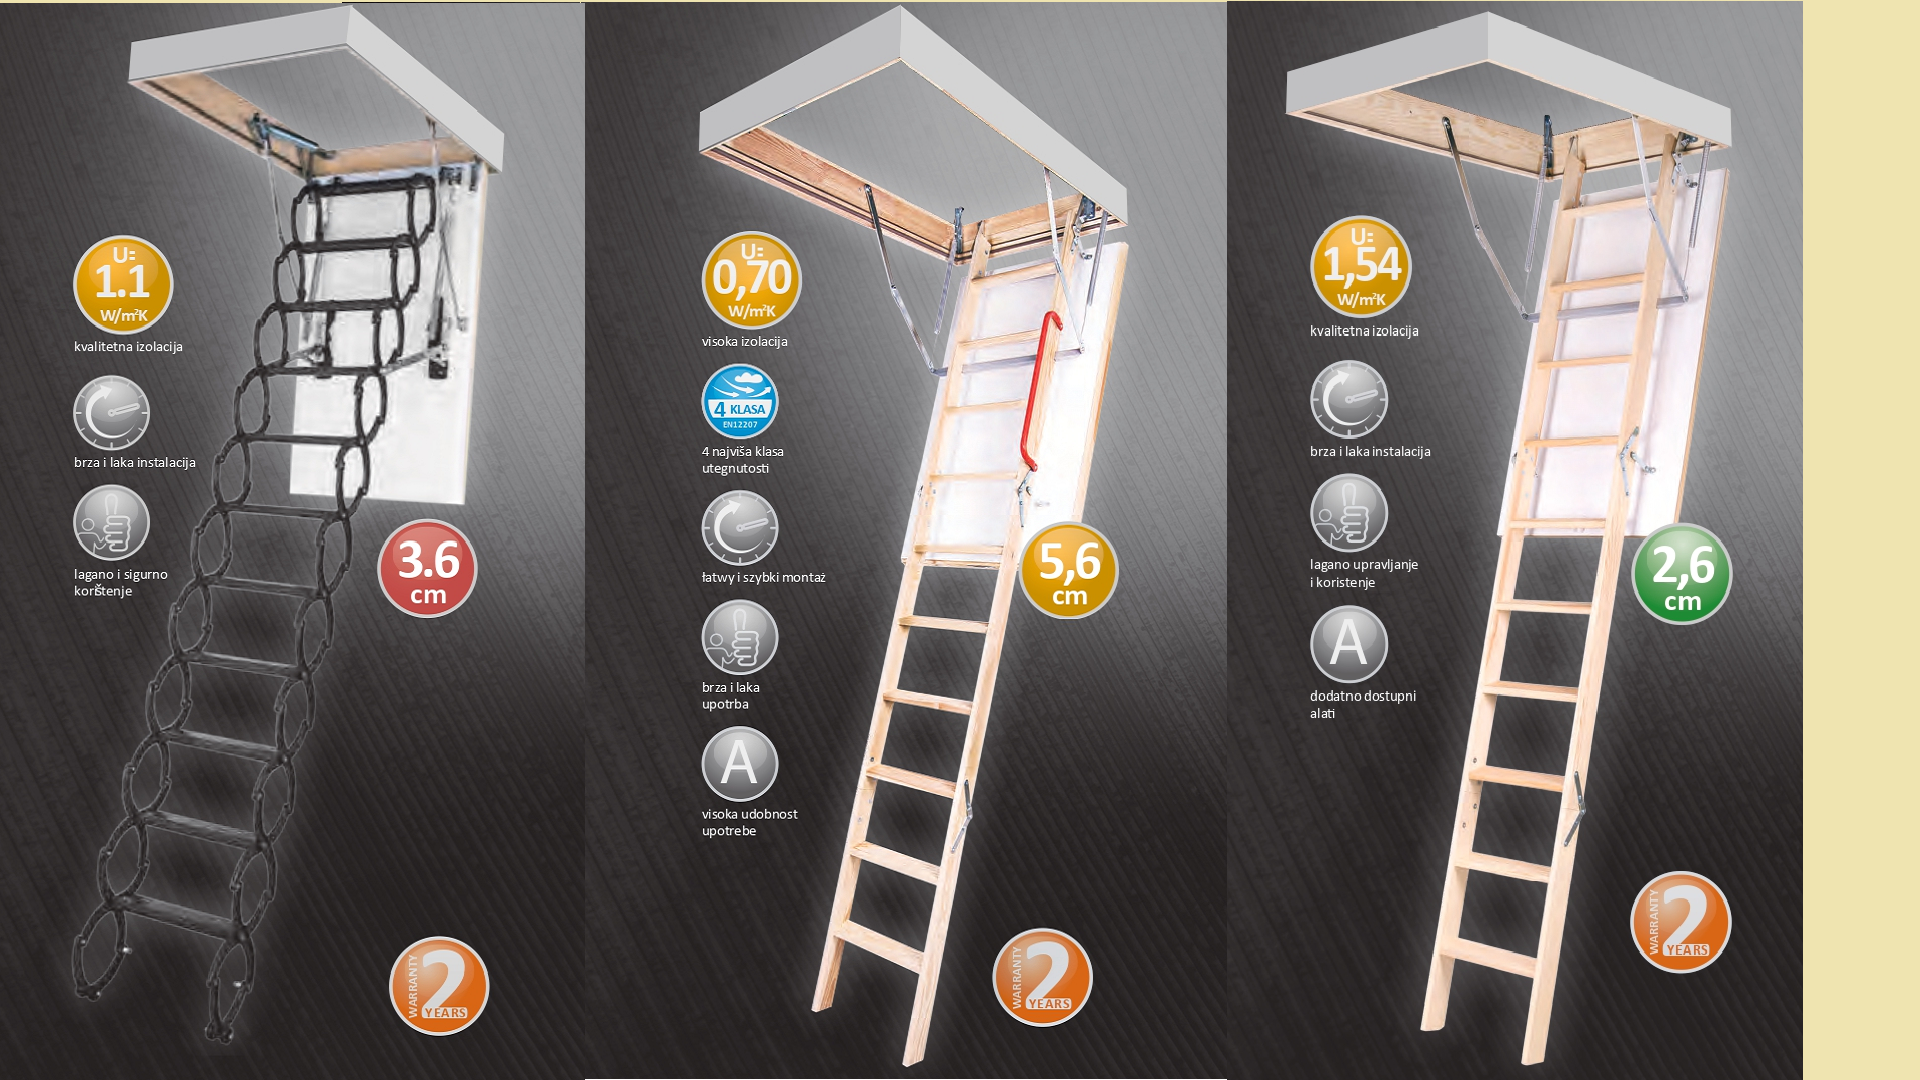 U=
1.1
W/m²K
kvalitetna izolacija
brza i laka instalacija
lagano i sigurno
korištenje
3.6
cm
WARRANTY
2
YEARS
U=
0,70
W/m²K
visoka izolacija
4 KLASA
EN12207
4 najviša klasa
utegnutosti
łatwy i szybki montaż
brza i laka
upotrba
A
visoka udobnost
upotrebe
5,6
cm
WARRANTY
2
YEARS
U=
1,54
W/m²K
kvalitetna izolacija
brza i laka instalacija
lagano upravljanje
i koristenje
A
dodatno dostupni
alati
2,6
cm
WARRANTY
2
YEARS